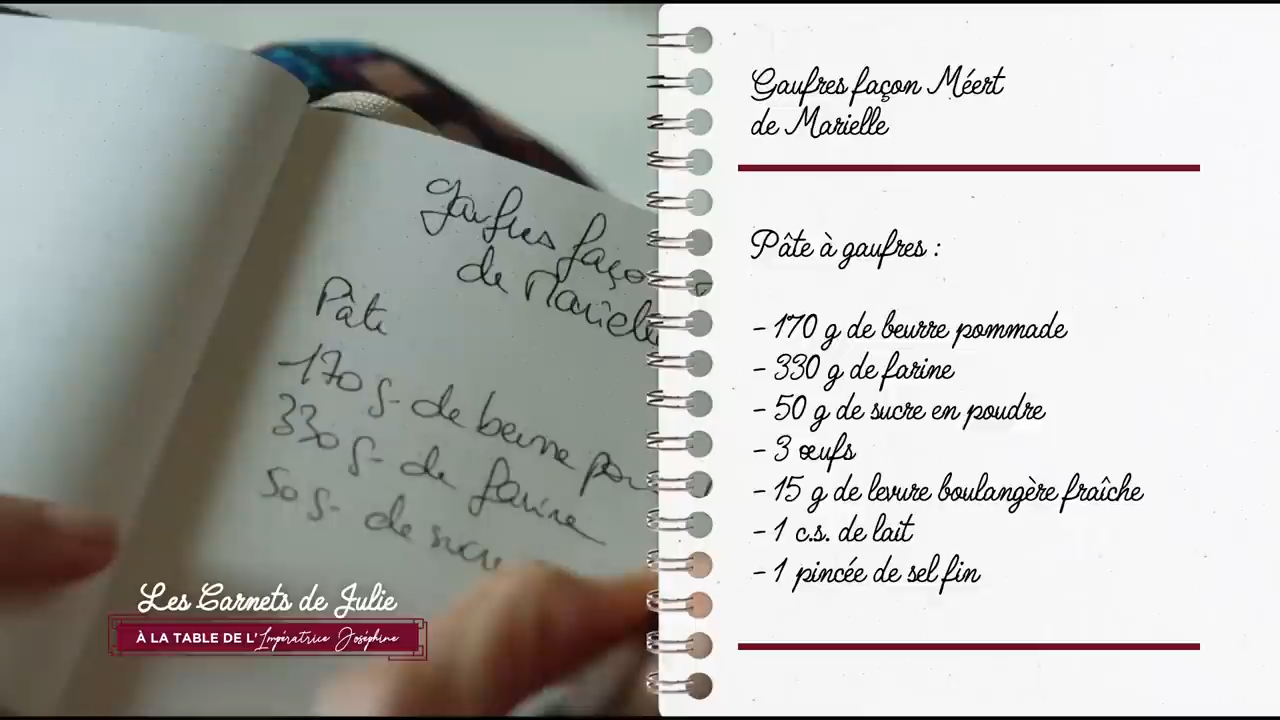 gaufres faço
de Marielle
Pâte
170 g. de beurre pom
330 g. de farine
50 g. de sucre
Les Carnets de Julie
À LA TABLE DE L'Impératrice Joséphine
Gaufres façon Méert
de Marielle
Pâte à gaufres :
- 170 g de beurre pommade
- 330 g de farine
- 50 g de sucre en poudre
- 3 œufs
- 15 g de levure boulangère fraîche
- 1 c.s. de lait
- 1 pincée de sel fin